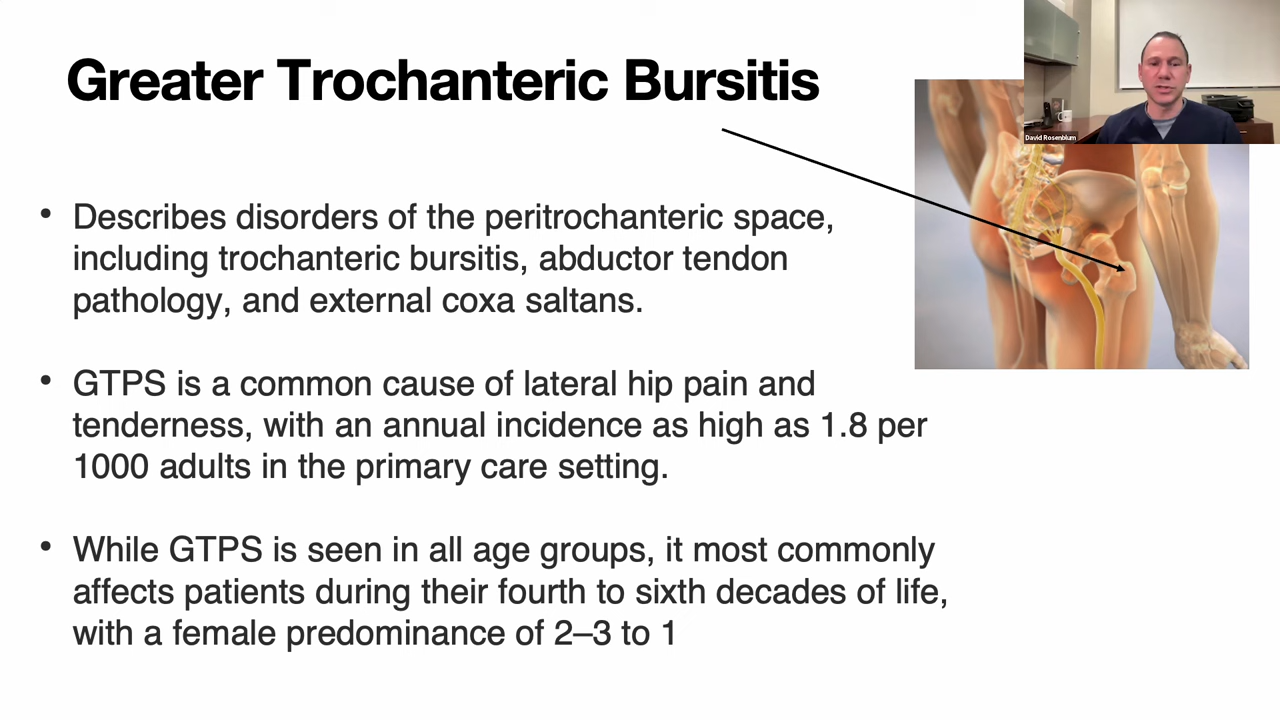 Greater Trochanteric Bursitis
David Rosenblum
• Describes disorders of the peritrochanteric space,
including trochanteric bursitis, abductor tendon
pathology, and external coxa saltans.
• GTPS is a common cause of lateral hip pain and
tenderness, with an annual incidence as high as 1.8 per
1000 adults in the primary care setting.
• While GTPS is seen in all age groups, it most commonly
affects patients during their fourth to sixth decades of life,
with a female predominance of 2–3 to 1